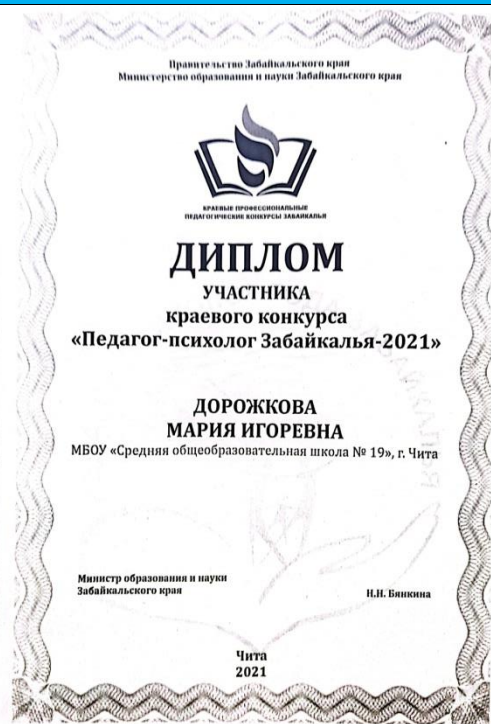 Правительство Забайкальского края
Министерство образования и науки Забайкальского края
КРАЕВЫЕ ПРОФЕССИОНАЛЬНЫЕ
ПЕДАГОГИЧЕСКИЕ КОНКУРСЫ ЗАБАЙКАЛЬЯ
ДИПЛОМ
УЧАСТНИКА
краевого конкурса
«Педагог-психолог Забайкалья-2021»
ДОРОЖКОВА
МАРИЯ ИГОРЕВНА
МБОУ «Средняя общеобразовательная школа № 19», г. Чита
Министр образования и науки
Забайкальского края
Н.Н. Бянкина
Чита
2021